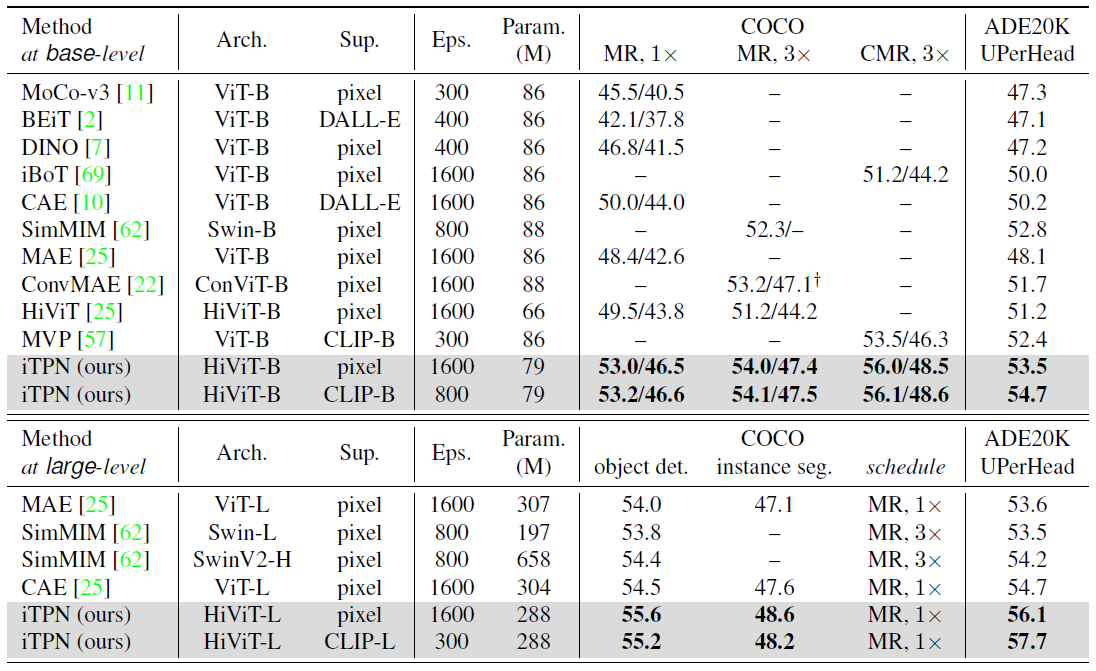 Method at base-level Arch. Sup. Eps. Param. (M) COCO MR, 1× MR, 3× CMR, 3× ADE20K UPerHead
MoCo-v3 [11] ViT-B pixel 300 86 45.5/40.5 – – 47.3
BEiT [2] ViT-B DALL-E 400 86 42.1/37.8 – – 47.1
DINO [7] ViT-B pixel 400 86 46.8/41.5 – – 47.2
iBoT [69] ViT-B pixel 1600 86 – – 51.2/44.2 50.0
CAE [10] ViT-B DALL-E 1600 86 50.0/44.0 – – 50.2
SimMIM [62] Swin-B pixel 800 88 – 52.3/– – 52.8
MAE [25] ViT-B pixel 1600 86 48.4/42.6 – – 48.1
ConvMAE [22] ConViT-B pixel 1600 88 – 53.2/47.1† – 51.7
HiViT [25] HiViT-B pixel 1600 66 49.5/43.8 51.2/44.2 – 51.2
MVP [57] ViT-B CLIP-B 300 86 – – 53.5/46.3 52.4
iTPN (ours) HiViT-B pixel 1600 79 53.0/46.5 54.0/47.4 56.0/48.5 53.5
iTPN (ours) HiViT-B CLIP-B 800 79 53.2/46.6 54.1/47.5 56.1/48.6 54.7
Method at large-level Arch. Sup. Eps. Param. (M) COCO object det. instance seg. schedule ADE20K UPerHead
MAE [25] ViT-L pixel 1600 307 54.0 47.1 MR, 1× 53.6
SimMIM [62] Swin-L pixel 800 197 53.8 – MR, 3× 53.5
SimMIM [62] SwinV2-H pixel 800 658 54.4 – MR, 3× 54.2
CAE [25] ViT-L pixel 1600 304 54.5 47.6 MR, 1× 54.7
iTPN (ours) HiViT-L pixel 1600 288 55.6 48.6 MR, 1× 56.1
iTPN (ours) HiViT-L CLIP-L 300 288 55.2 48.2 MR, 1× 57.7